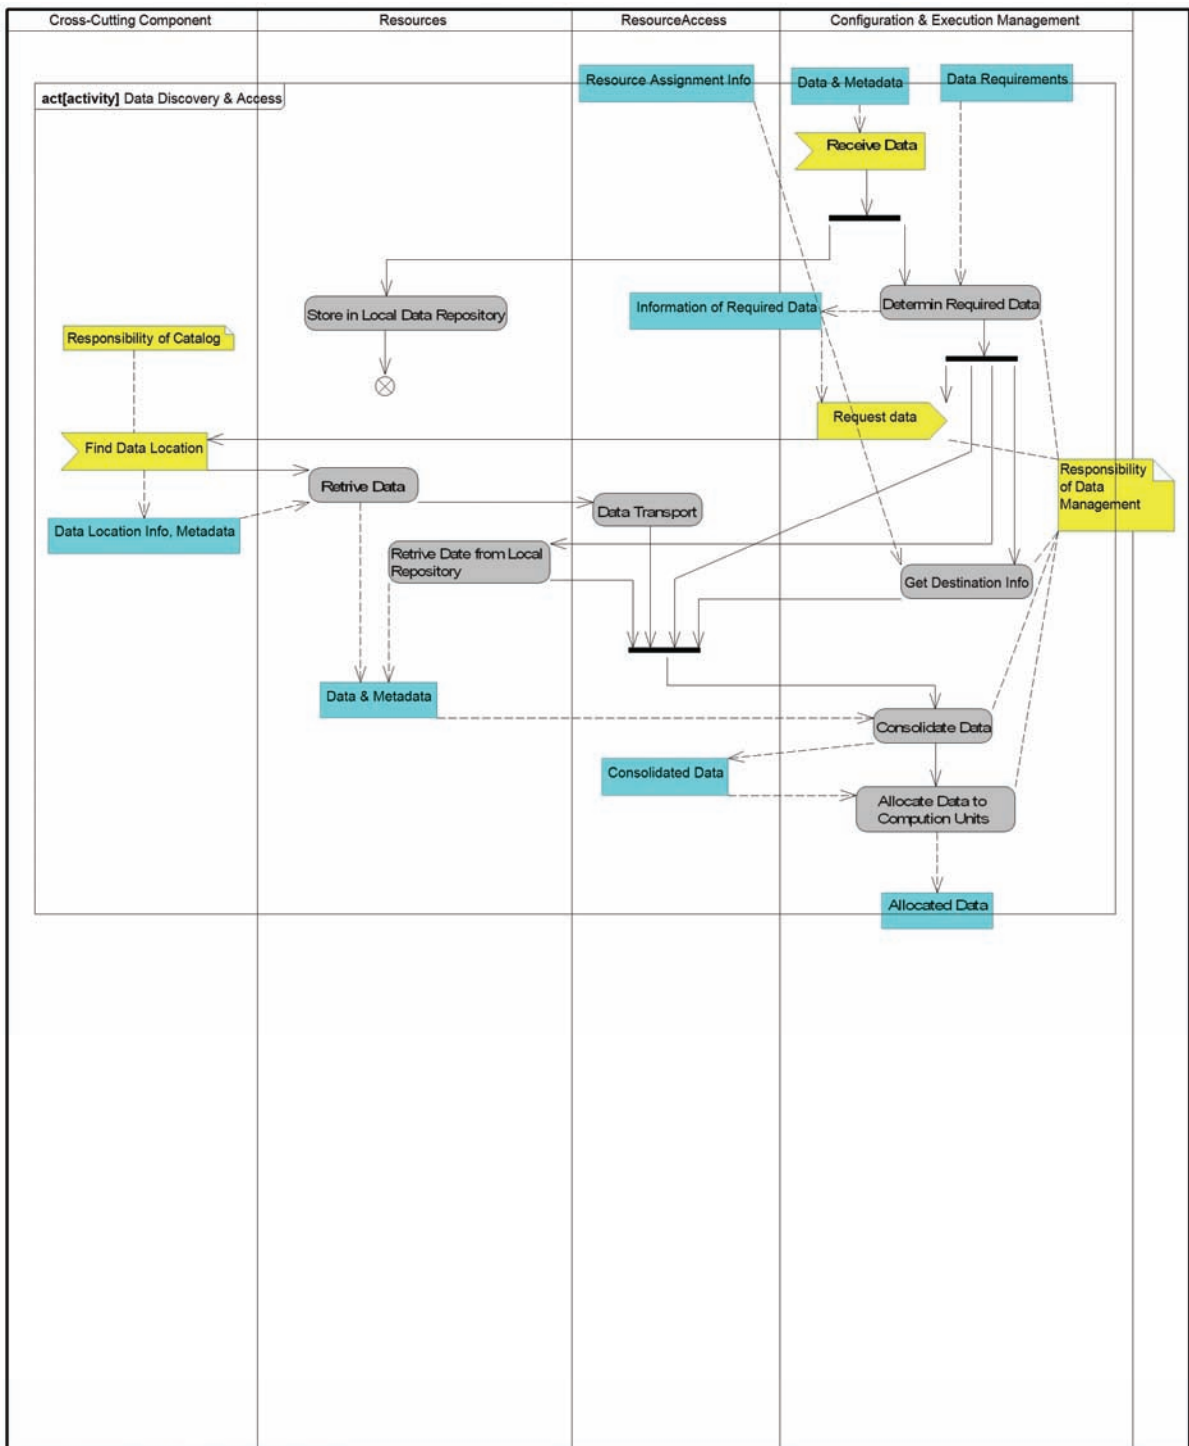 Cross-Cutting Component
Resources
ResourceAccess
Configuration & Execution Management
act[activity] Data Discovery & Access
Resource Assignment Info
Data & Metadata
Data Requirements
Receive Data
Store in Local Data Repository
Information of Required Data
Determin Required Data
Responsibility of Catalog
Request data
Find Data Location
Responsibility
of Data
Management
Retrive Data
Data Transport
Data Location Info, Metadata
Retrive Date from Local
Repository
Get Destination Info
Data & Metadata
Consolidate Data
Consolidated Data
Allocate Data to
Compution Units
Allocated Data